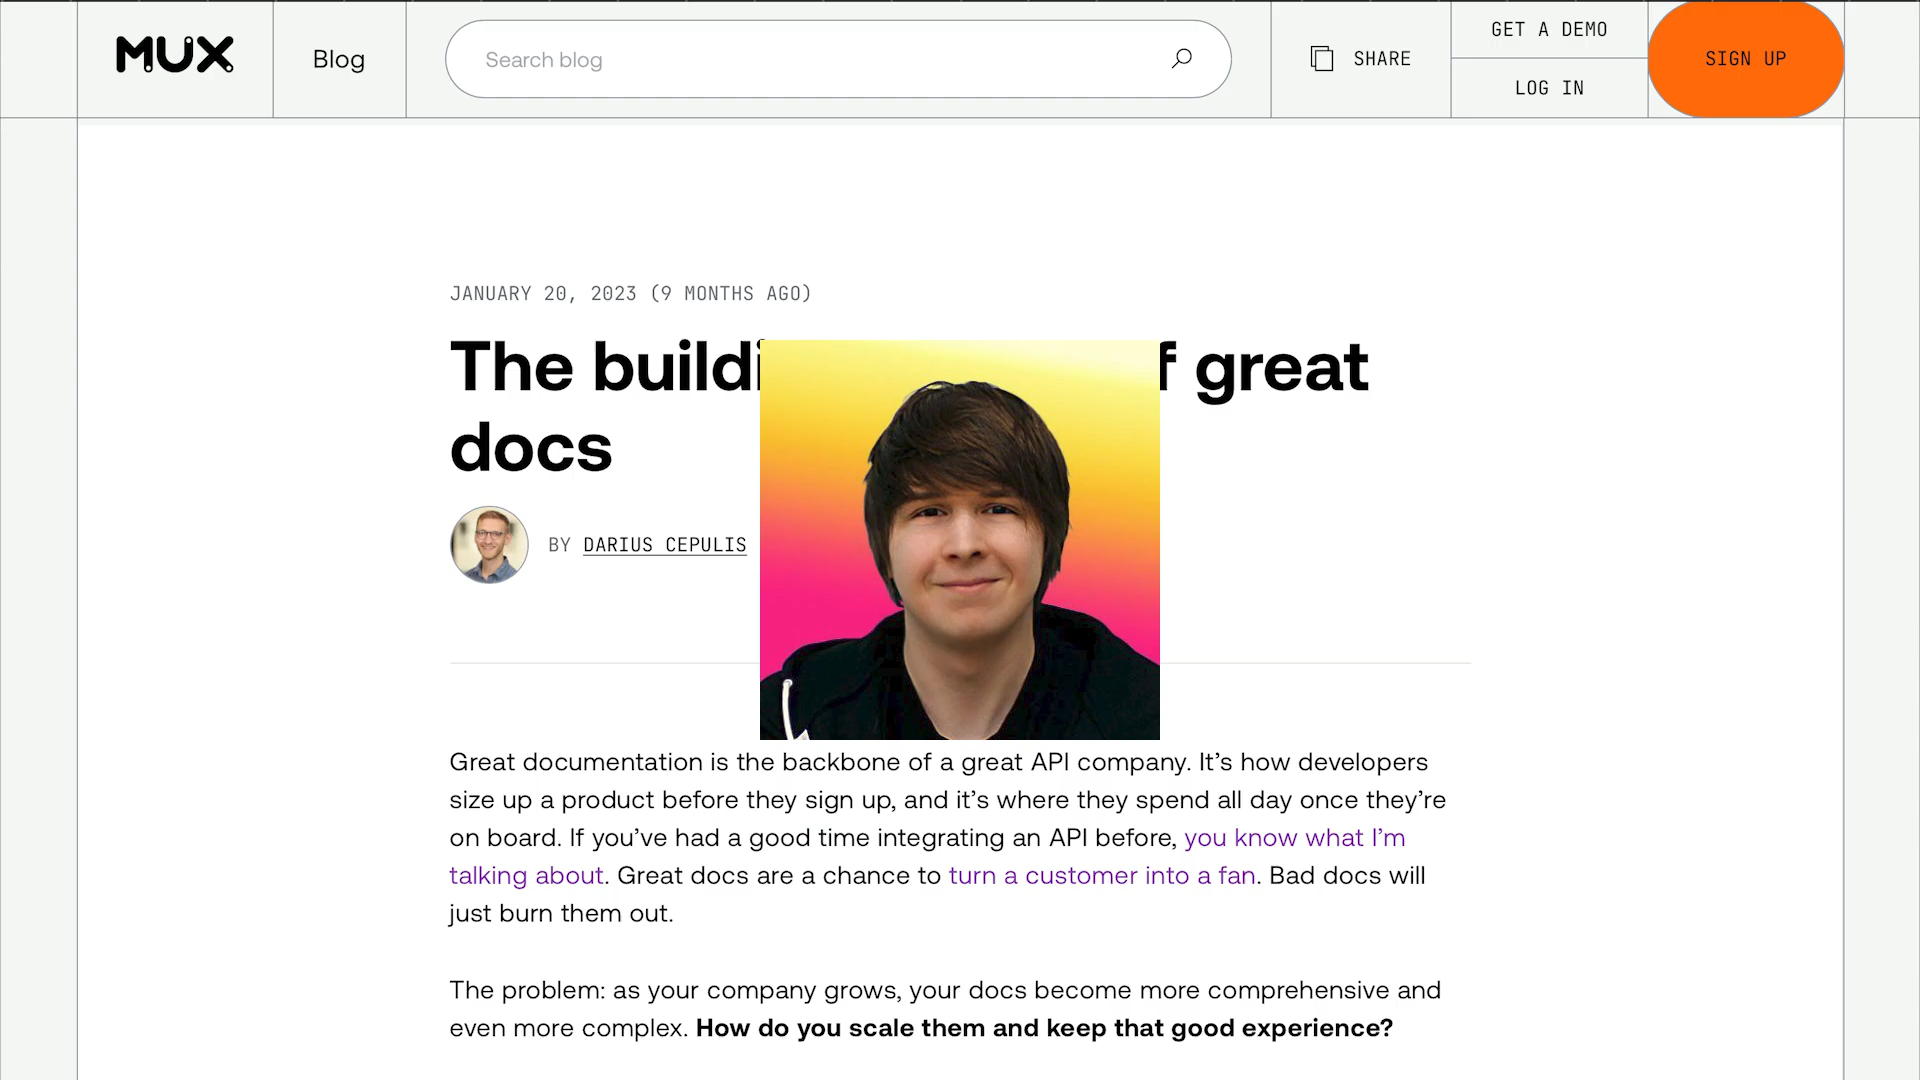 MUX
Blog
Search blog
SHARE
GET A DEMO
LOG IN
SIGN UP
JANUARY 20, 2023 (9 MONTHS AGO)
The great
docs
BY DARIUS CEPULIS
Great documentation is the backbone of a great API company. It’s how developers
size up a product before they sign up, and it’s where they spend all day once they’re
on board. If you’ve had a good time integrating an API before, you know what I’m
talking about. Great docs are a chance to turn a customer into a fan. Bad docs will
just burn them out.
The problem: as your company grows, your docs become more comprehensive and
even more complex. How do you scale them and keep that good experience?